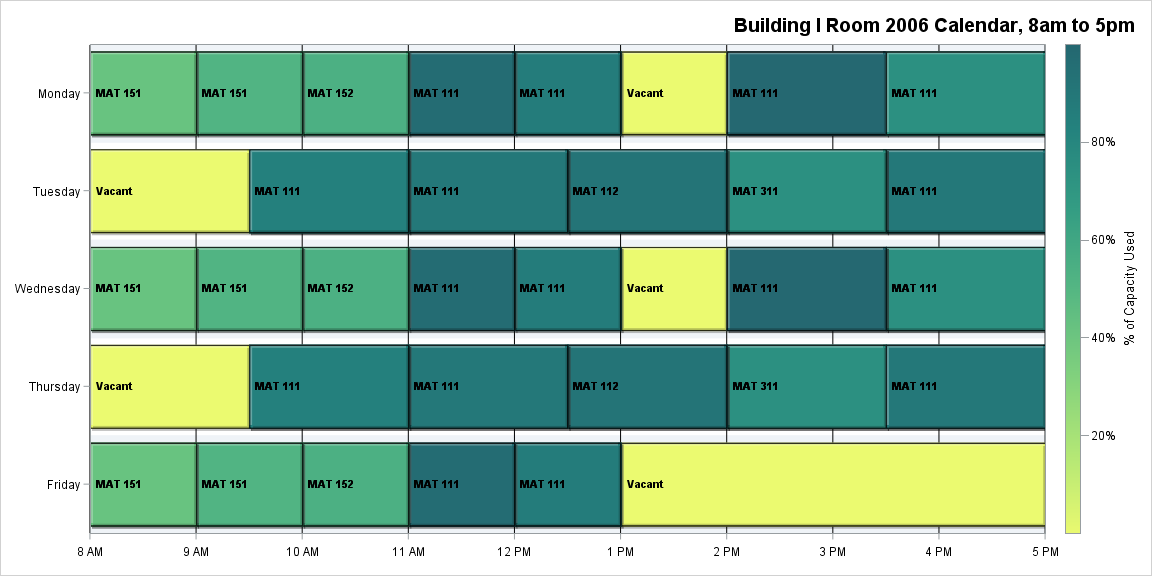 Building I Room 2006 Calendar, 8am to 5pm
Monday MAT 151 MAT 151 MAT 152 MAT 111 MAT 111 Vacant MAT 111 MAT 111
80%
Tuesday Vacant MAT 111 MAT 111 MAT 112 MAT 311 MAT 111
60%
% of Capacity Used
Wednesday MAT 151 MAT 151 MAT 152 MAT 111 MAT 111 Vacant MAT 111 MAT 111
40%
Thursday Vacant MAT 111 MAT 111 MAT 112 MAT 311 MAT 111
20%
Friday MAT 151 MAT 151 MAT 152 MAT 111 MAT 111 Vacant
8 AM 9 AM 10 AM 11 AM 12 PM 1 PM 2 PM 3 PM 4 PM 5 PM